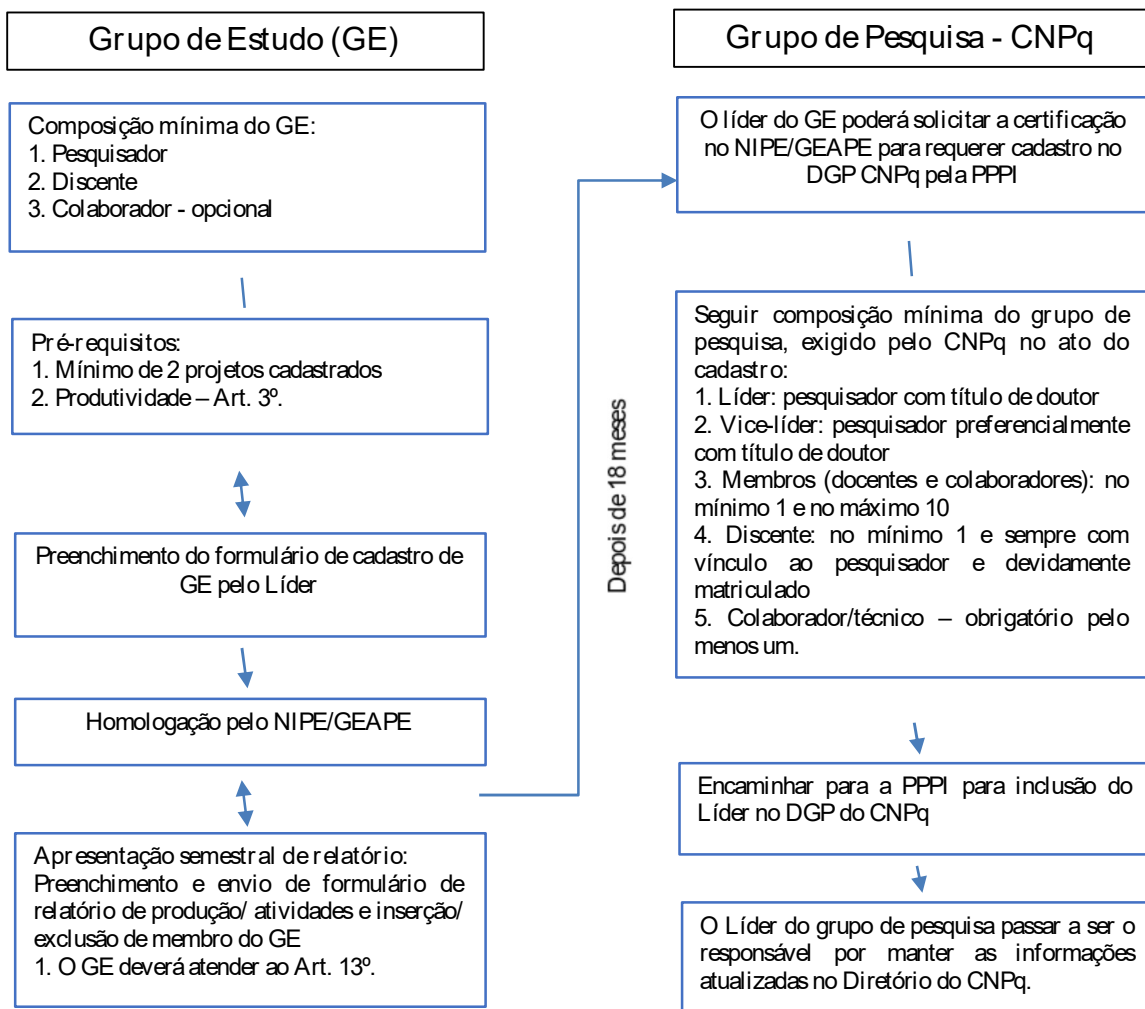 Grupo de Estudo (GE)
Composição mínima do GE:
1. Pesquisador
2. Discente
3. Colaborador - opcional
Pré-requisitos:
1. Mínimo de 2 projetos cadastrados
2. Produtividade – Art. 3º.
Preenchimento do formulário de cadastro de
GE pelo Líder
Homologação pelo NIPE/GEAPE
Apresentação semestral de relatório:
Preenchimento e envio de formulário de
relatório de produção/ atividades e inserção/
exclusão de membro do GE
1. O GE deverá atender ao Art. 13º.
Depois de 18 meses
Grupo de Pesquisa - CNPq
O líder do GE poderá solicitar a certificação
no NIPE/GEAPE para requerer cadastro no
DGP CNPq pela PPPI
Seguir composição mínima do grupo de
pesquisa, exigido pelo CNPq no ato do
cadastro:
1. Líder: pesquisador com título de doutor
2. Vice-líder: pesquisador preferencialmente
com título de doutor
3. Membros (docentes e colaboradores): no
mínimo 1 e no máximo 10
4. Discente: no mínimo 1 e sempre com
vínculo ao pesquisador e devidamente
matriculado
5. Colaborador/técnico – obrigatório pelo
menos um.
Encaminhar para a PPPI para inclusão do
Líder no DGP do CNPq
O Líder do grupo de pesquisa passar a ser o
responsável por manter as informações
atualizadas no Diretório do CNPq.